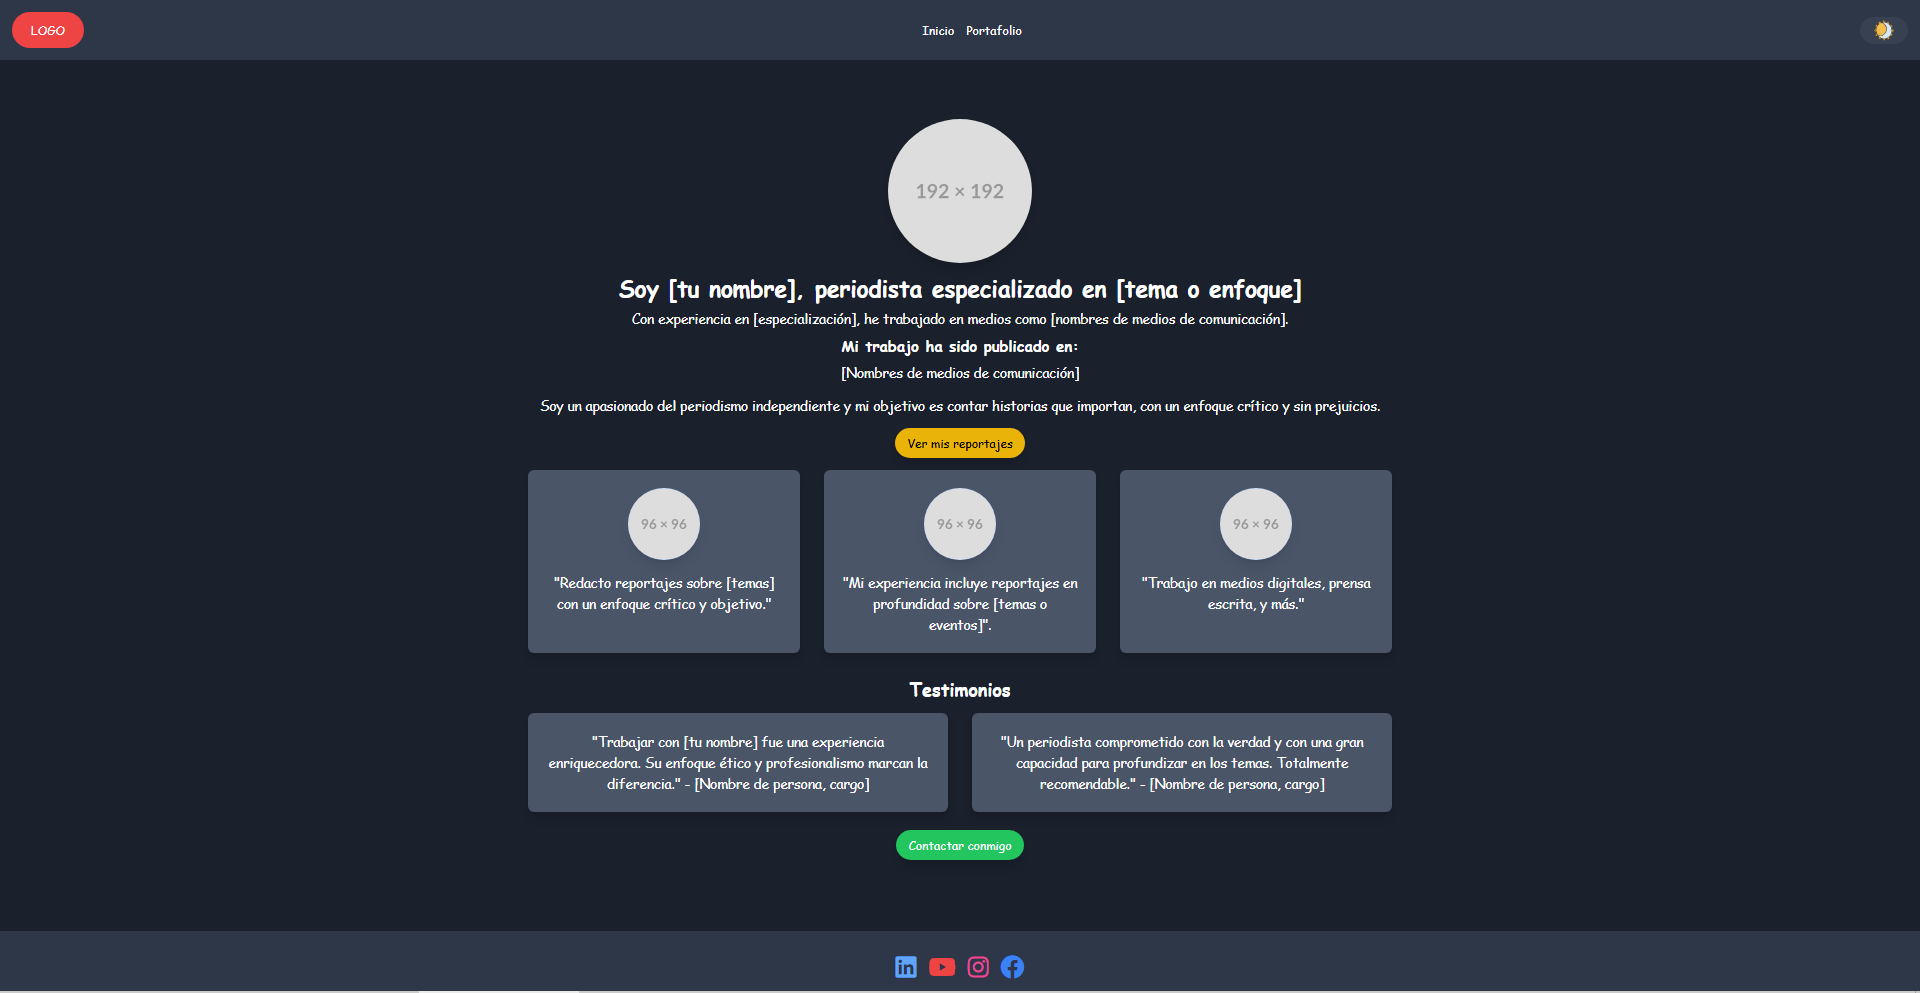 LOGO
Inicio Portafolio
192 × 192
Soy [tu nombre], periodista especializado en [tema o enfoque]
Con experiencia en [especialización], he trabajado en medios como [nombres de medios de comunicación].
Mi trabajo ha sido publicado en:
[Nombres de medios de comunicación]
Soy un apasionado del periodismo independiente y mi objetivo es contar historias que importan, con un enfoque crítico y sin prejuicios.
Ver mis reportajes
96 × 96
"Redacto reportajes sobre [temas]
con un enfoque crítico y objetivo."
96 × 96
"Mi experiencia incluye reportajes en
profundidad sobre [temas o
eventos]".
96 × 96
"Trabajo en medios digitales, prensa
escrita, y más."
Testimonios
"Trabajar con [tu nombre] fue una experiencia
enriquecedora. Su enfoque ético y profesionalismo marcan la
diferencia." - [Nombre de persona, cargo]
"Un periodista comprometido con la verdad y con una gran
capacidad para profundizar en los temas. Totalmente
recomendable." - [Nombre de persona, cargo]
Contactar conmigo
in